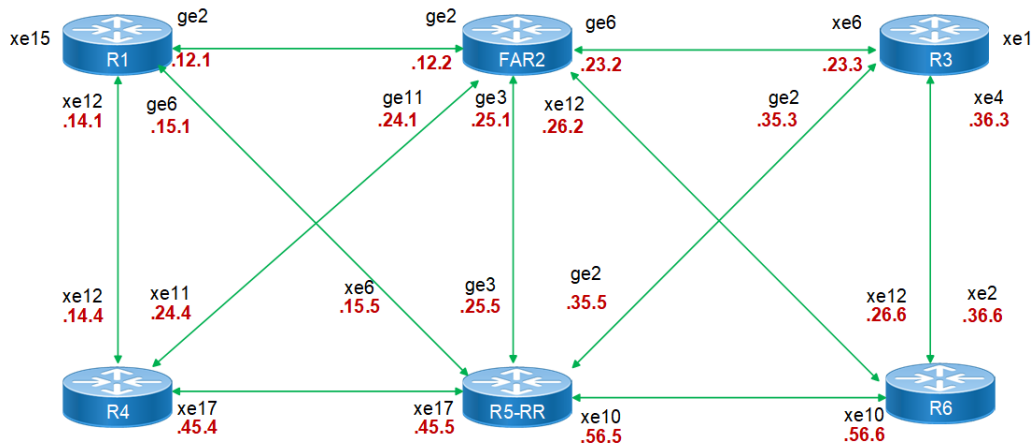 ge2
ge2
ge6
xe6
xe15
xe1
R1
FAR2
R3
.12.1
.12.2
.23.2
.23.3
xe12
.14.1
ge6
.15.1
ge11
.24.1
ge3
.25.1
xe12
.26.2
ge2
.35.3
xe4
.36.3
xe12
.14.4
xe11
.24.4
xe6
.15.5
ge3
.25.5
ge2
.35.5
xe12
.26.6
xe2
.36.6
R4
R5-RR
R6
xe17
.45.4
xe17
.45.5
xe10
.56.5
xe10
.56.6